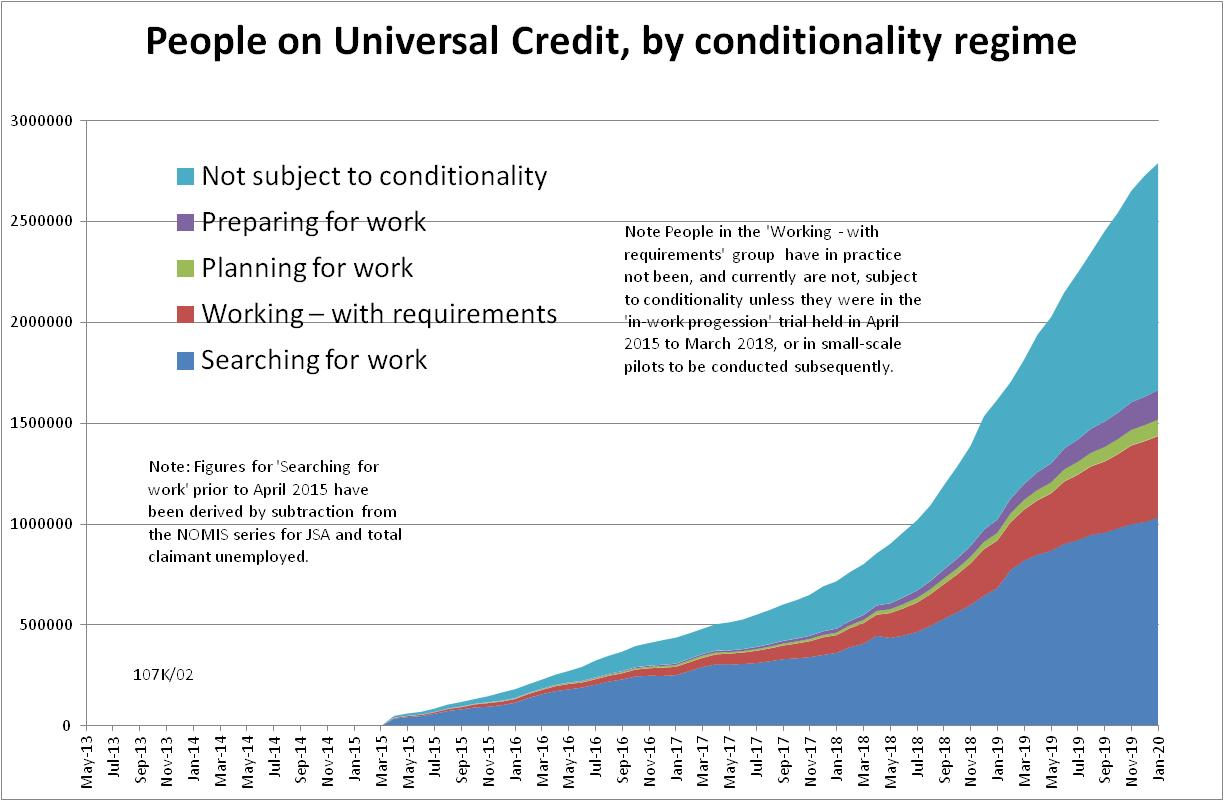 People on Universal Credit, by conditionality regime
3000000
2500000
2000000
1500000
1000000
500000
0
Not subject to conditionality
Preparing for work
Planning for work
Working – with requirements
Searching for work
Note People in the 'Working - with
requirements' group have in practice
not been, and currently are not, subject
to conditionality unless they were in the
'in-work progession' trial held in April
2015 to March 2018, or in small-scale
pilots to be conducted subsequently.
Note: Figures for 'Searching for
work' prior to April 2015 have
been derived by subtraction from
the NOMIS series for JSA and total
claimant unemployed.
107K/02
May-13
Jul-13
Sep-13
Nov-13
Jan-14
Mar-14
May-14
Jul-14
Sep-14
Nov-14
Jan-15
Mar-15
May-15
Jul-15
Sep-15
Nov-15
Jan-16
Mar-16
May-16
Jul-16
Sep-16
Nov-16
Jan-17
Mar-17
May-17
Jul-17
Sep-17
Nov-17
Jan-18
Mar-18
May-18
Jul-18
Sep-18
Nov-18
Jan-19
Mar-19
May-19
Jul-19
Sep-19
Nov-19
Jan-20